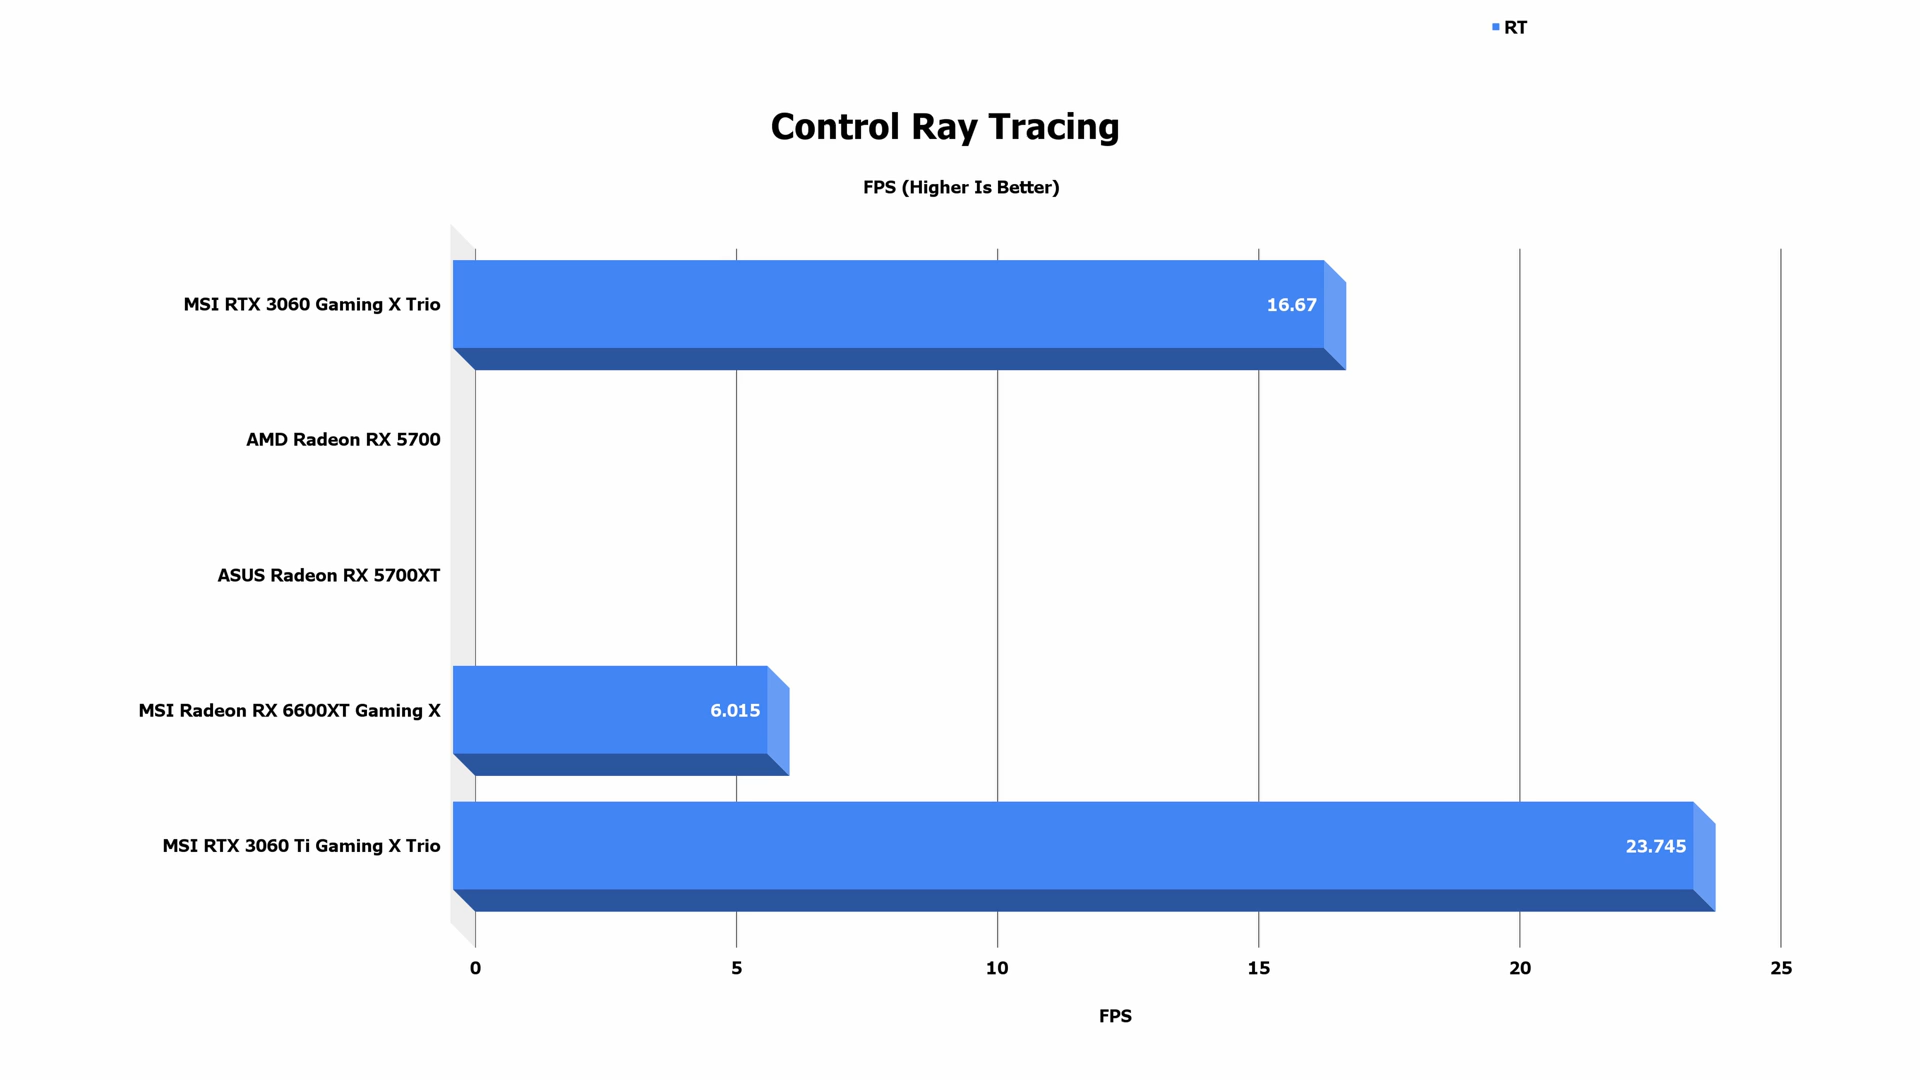 RT
Control Ray Tracing
FPS (Higher Is Better)
MSI RTX 3060 Gaming X Trio
16.67
AMD Radeon RX 5700
ASUS Radeon RX 5700XT
MSI Radeon RX 6600XT Gaming X
6.015
MSI RTX 3060 Ti Gaming X Trio
23.745
0 5 10 15 20 25
FPS